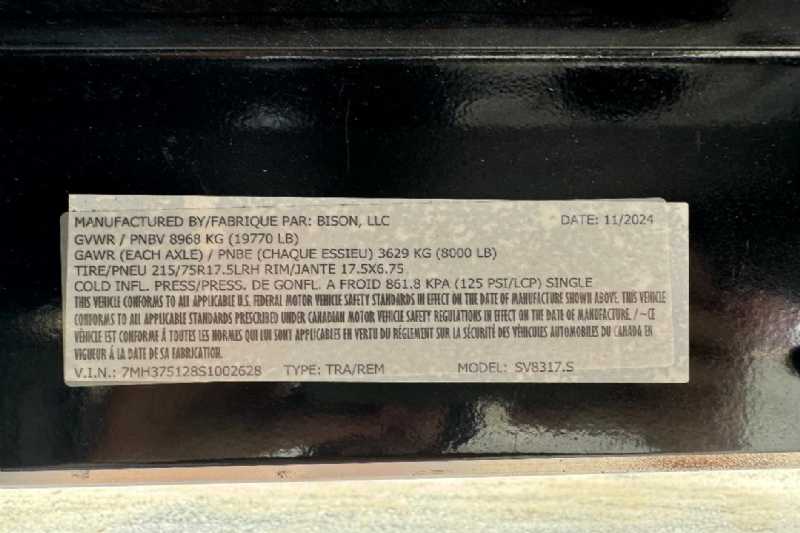 MANUFACTURED BY/FABRIQUE PAR: BISON, LLC DATE: 11/2024
GVWR / PNBV 8968 KG (19770 LB)
GAWR (EACH AXLE) / PNBE (CHAQUE ESSIEU) 3629 KG (8000 LB)
TIRE/PNEU 215/75R17.5LRH RIM/JANTE 17.5X6.75
COLD INFL. PRESS/PRESS. DE GONFL. A FROID 861.8 KPA (125 PSI/LCP) SINGLE
THIS VEHICLE CONFORMS TO ALL APPLICABLE U.S. FEDERAL MOTOR VEHICLE SAFETY STANDARDS IN EFFECT ON THE DATE OF MANUFACTURE SHOWN ABOVE. THIS VEHICLE
CONFORMS TO ALL APPLICABLE STANDARDS PRESCRIBED UNDER CANADIAN MOTOR VEHICLE SAFETY REGULATIONS IN EFFECT ON THE DATE OF MANUFACTURE. / ~CE
VÉHICLE EST CONFORME À TOUTES LES NORMES QUI LUI SONT APPLICABLES EN VERTU DU RÈGLEMENT SUR LA SÉCURITÉ DES VÉHICULES AUTOMOBILES DU CANADA EN
VIGUEUR À LA DATE DE SA FABRICATION.
V.I.N.: 7MH375128S1002628 TYPE: TRA/REM MODEL: SV8317.S